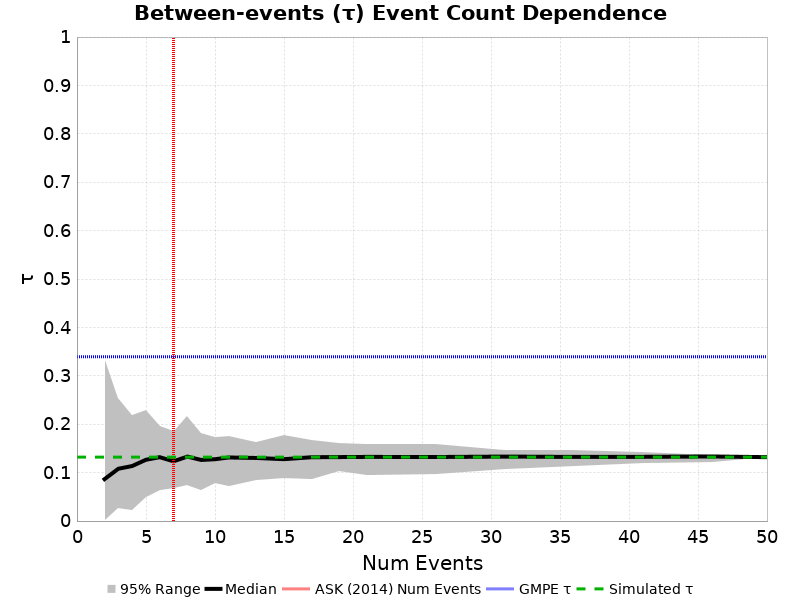 Between-events (τ) Event Count Dependence
1
0.9
0.8
0.7
0.6
0.5
0.4
0.3
0.2
0.1
0
τ
0 5 10 15 20 25 30 35 40 45 50
Num Events
95% Range Median ASK (2014) Num Events GMPE τ Simulated τ